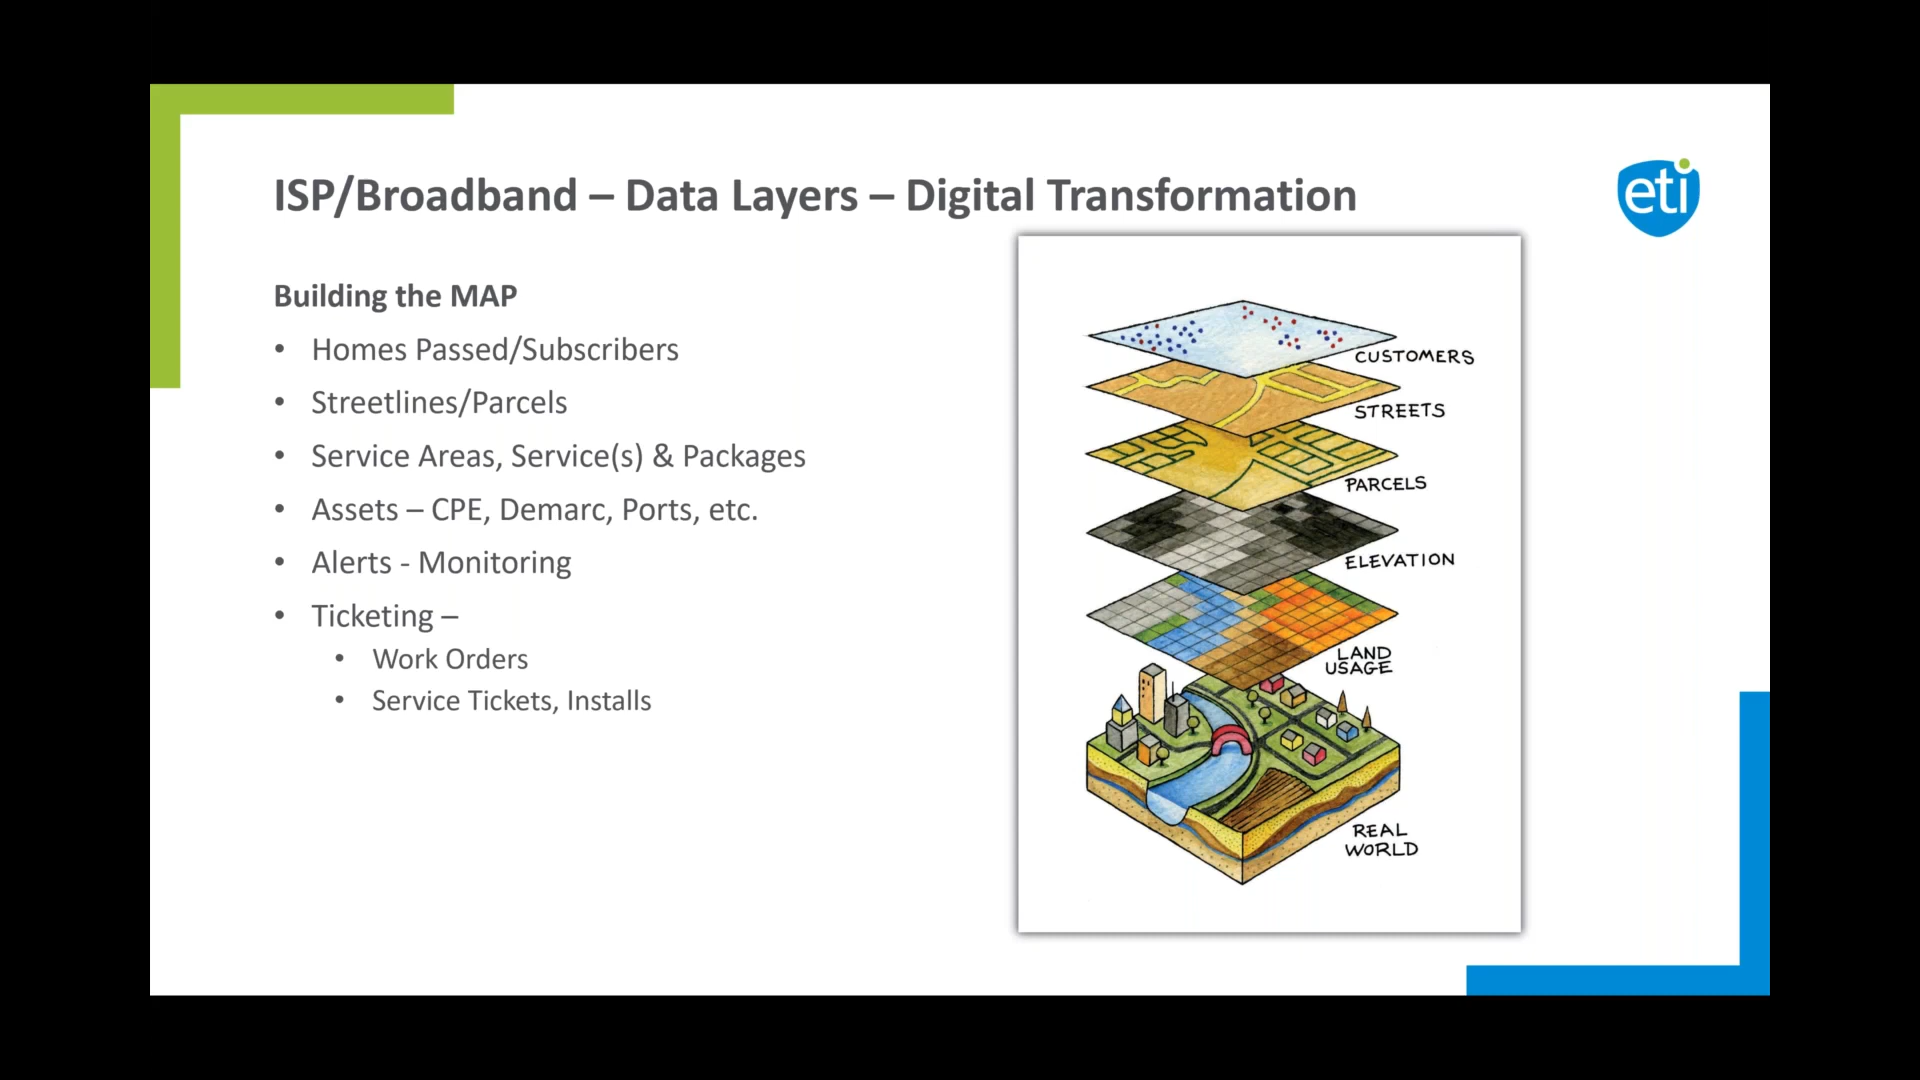 ISP/Broadband – Data Layers – Digital Transformation
eti
Building the MAP
• Homes Passed/Subscribers
• Streetlines/Parcels
• Service Areas, Service(s) & Packages
• Assets – CPE, Demarc, Ports, etc.
• Alerts - Monitoring
• Ticketing –
• Work Orders
• Service Tickets, Installs
CUSTOMERS
STREETS
PARCELS
ELEVATION
LAND
USAGE
REAL
WORLD